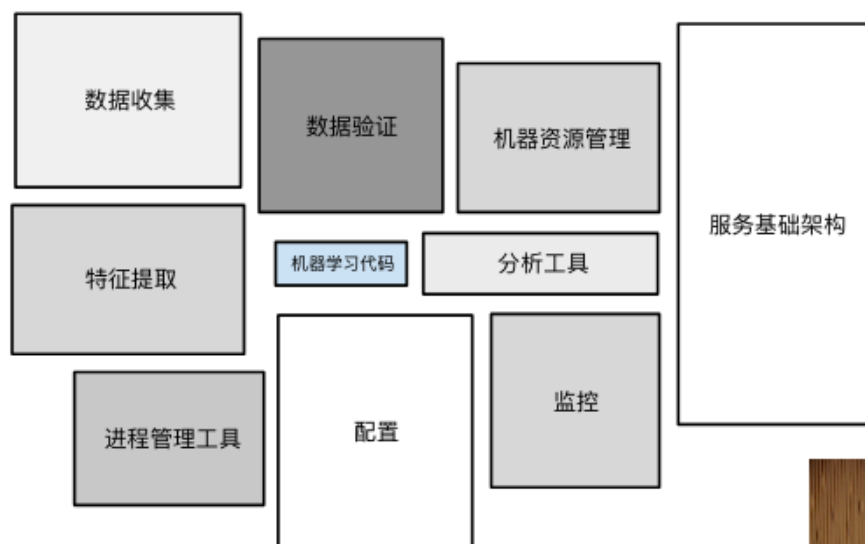 数据收集
数据验证
机器资源管理
服务基础架构
特征提取
机器学习代码
分析工具
进程管理工具
配置
监控